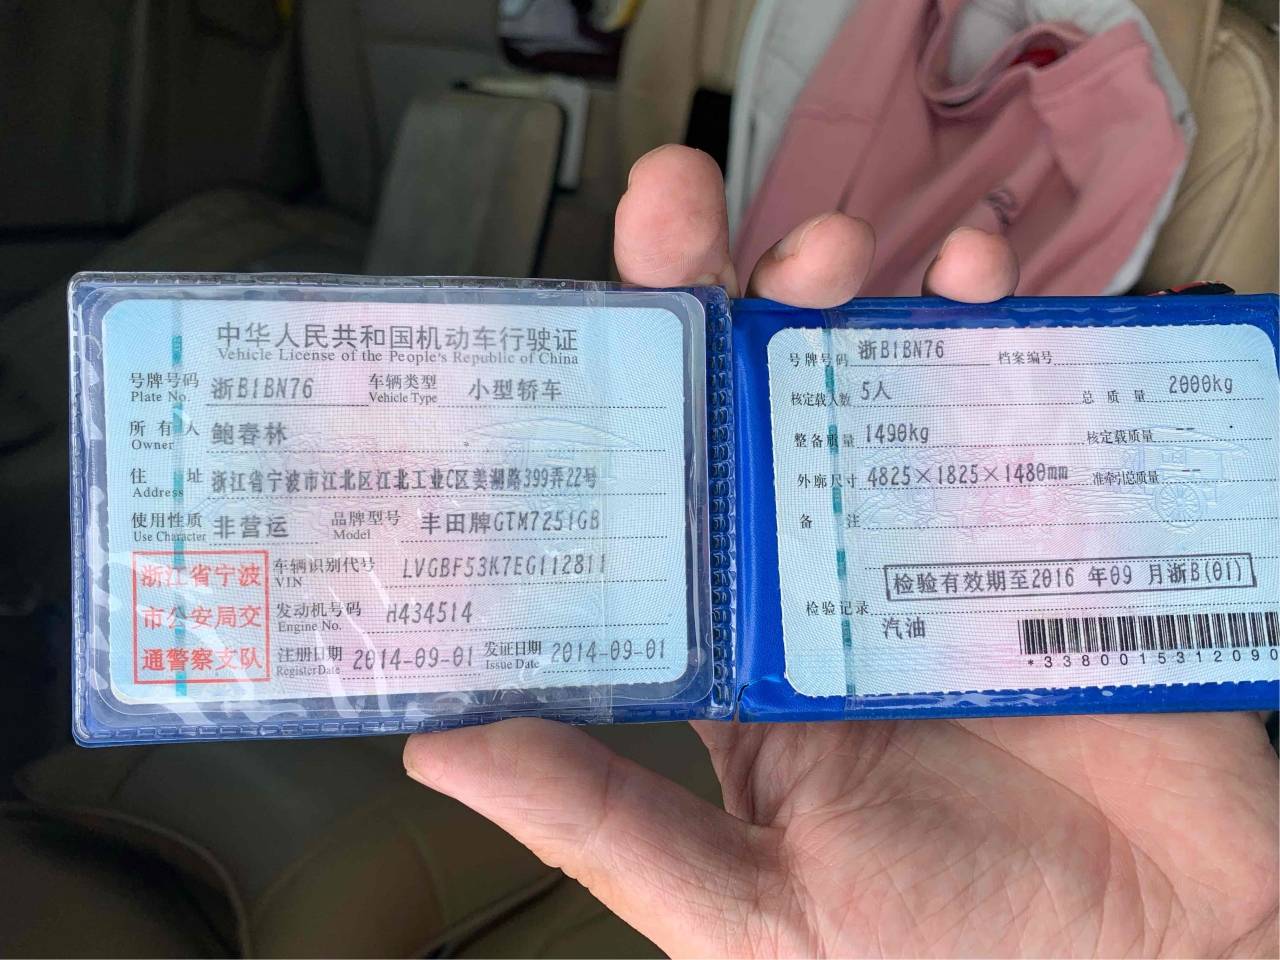 中华人民共和国机动车行驶证
Vehicle License of the People's Republic of China
号牌号码 浙B1BN76 车辆类型 小型轿车
Plate No. Vehicle Type
所有人 鲍春林
Owner
住址 浙江省宁波市江北区江北工业C区姜湖路399弄22号
Address
使用性质 非营运 品牌型号 丰田牌GTM7251GB
Use Character Model
浙江省宁波
市公安局交
通警察支队
车辆识别代号 LVGBF53K7EG112811
VIN
发动机号码 H434514
Engine No.
注册日期 2014-09-01 发证日期 2014-09-01
Register Date Issue Date
号牌号码 浙B1BN76 档案编号
核定载人数 5人 总质量 2000kg
整备质量 1490kg 核定载质量 --
外廓尺寸 4825×1825×1480mm 准牵引总质量 --
备注
检验有效期至2016 年09 月浙B(01)
检验记录
汽油
*3380015312090